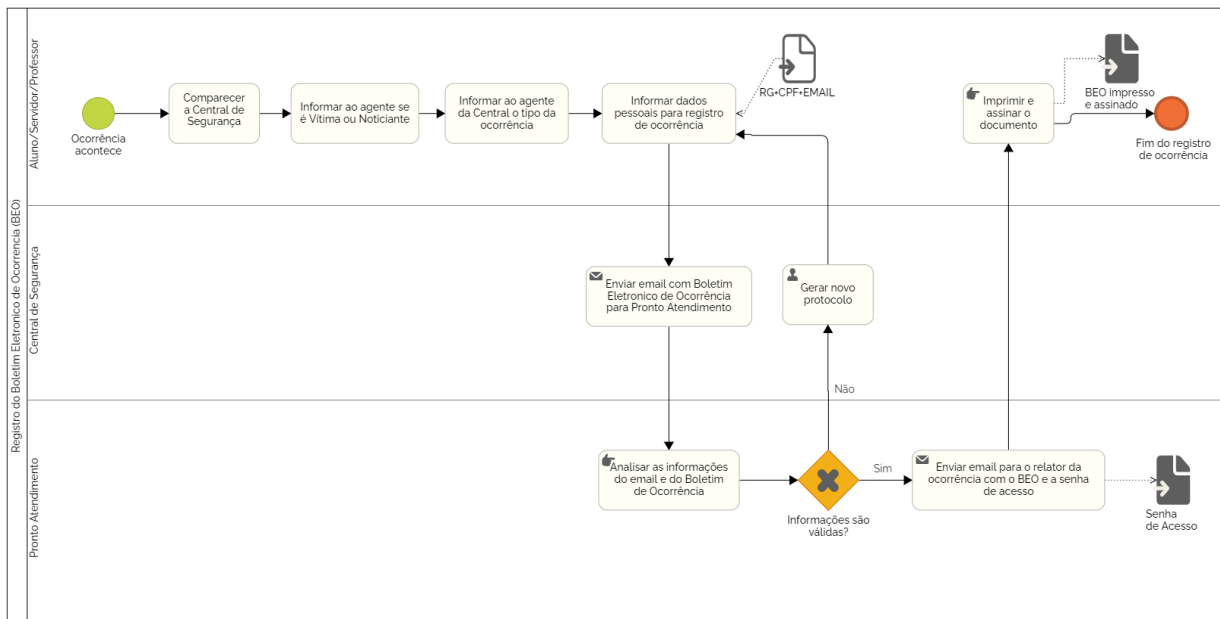 Registro do Boletim Eletronico de Ocorrencia (BEO)
Aluno/Servidor/Professor
Ocorrência
acontece
Comparecer
a Central de
Segurança
Informar ao agente se
é Vítima ou Noticiante
Informar ao agente
da Central o tipo da
ocorrência
Informar dados
pessoais para registro
de ocorrência
RG+CPF+EMAIL
Imprimir e
assinar o
documento
BEO impresso
e assinado
Fim do registro
de ocorrência
Central de Segurança
Enviar email com Boletim
Eletronico de Ocorrência
para Pronto Atendimento
Gerar novo
protocolo
Não
Pronto Atendimento
Analisar as informações
do email e do Boletim
de Ocorrência
Informações são
válidas?
Sim
Enviar email para o relator da
ocorrência com o BEO e a senha
de acesso
Senha
de Acesso